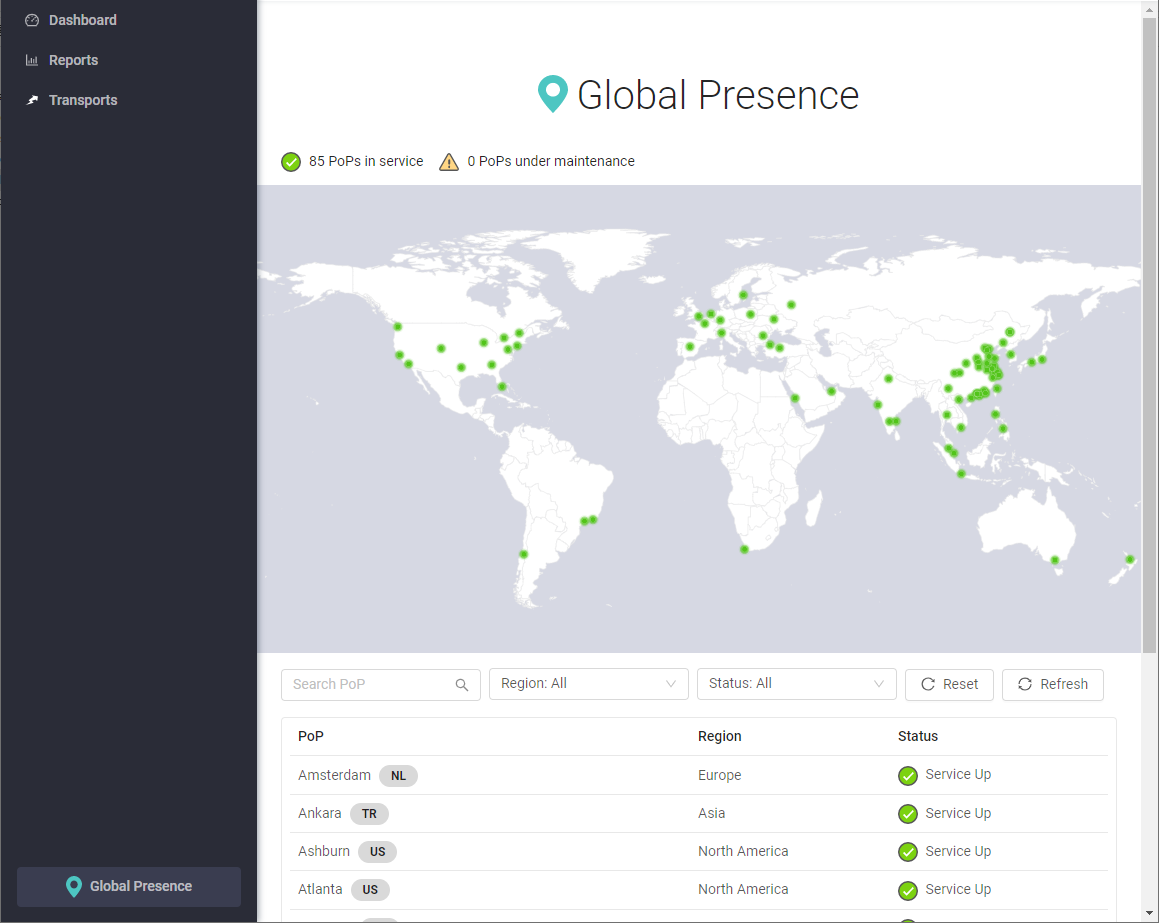 Dashboard
Reports
Transports
Global Presence
85 PoPs in service 0 PoPs under maintenance
Search PoP Region: All Status: All Reset Refresh
PoP Region Status
Amsterdam NL Europe Service Up
Ankara TR Asia Service Up
Ashburn US North America Service Up
Atlanta US North America Service Up
Global Presence